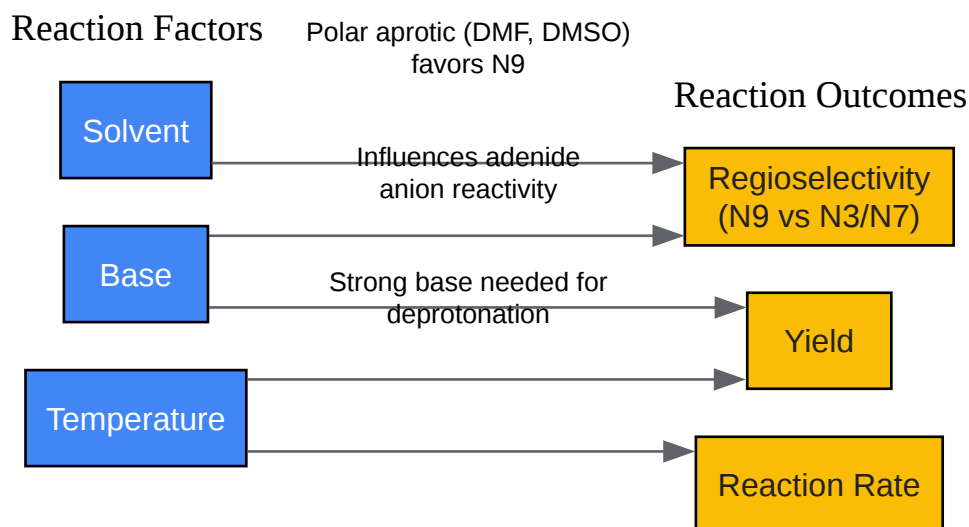 Reaction Factors
Polar aprotic (DMF, DMSO)
favors N9
Reaction Outcomes
Solvent
Influences adenide
anion reactivity
Regioselectivity
(N9 vs N3/N7)
Base
Strong base needed for
deprotonation
Yield
Temperature
Reaction Rate